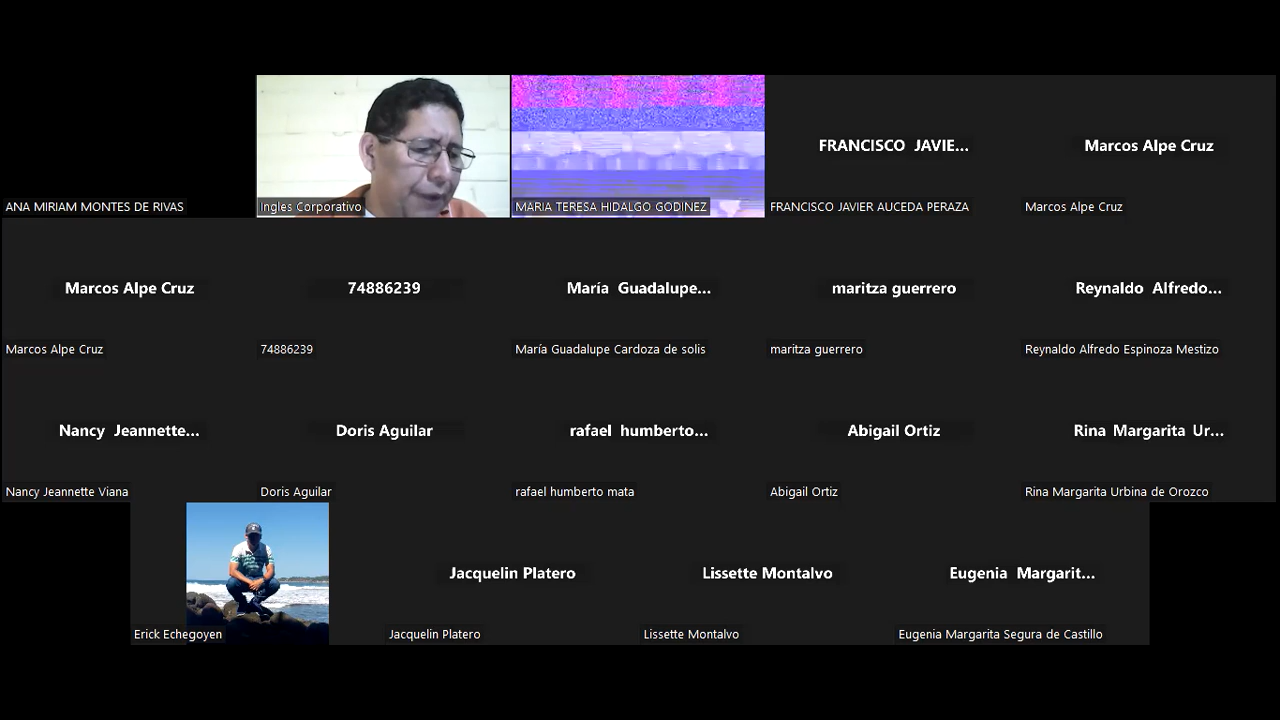 FRANCISCO JAVIE...
Marcos Alpe Cruz
ANA MIRIAM MONTES DE RIVAS
Ingles Corporativo
MARIA TERESA HIDALGO GODINEZ
FRANCISCO JAVIER AUCEDA PERAZA
Marcos Alpe Cruz
Marcos Alpe Cruz
74886239
María Guadalupe...
maritza guerrero
Reynaldo Alfredo...
Marcos Alpe Cruz
74886239
María Guadalupe Cardoza de solis
maritza guerrero
Reynaldo Alfredo Espinoza Mestizo
Nancy Jeannette...
Doris Aguilar
rafael humberto...
Abigail Ortiz
Rina Margarita Ur...
Nancy Jeannette Viana
Doris Aguilar
rafael humberto mata
Abigail Ortiz
Rina Margarita Urbina de Orozco
Jacquelin Platero
Lissette Montalvo
Eugenia Margarit...
Erick Echegoyen
Jacquelin Platero
Lissette Montalvo
Eugenia Margarita Segura de Castillo